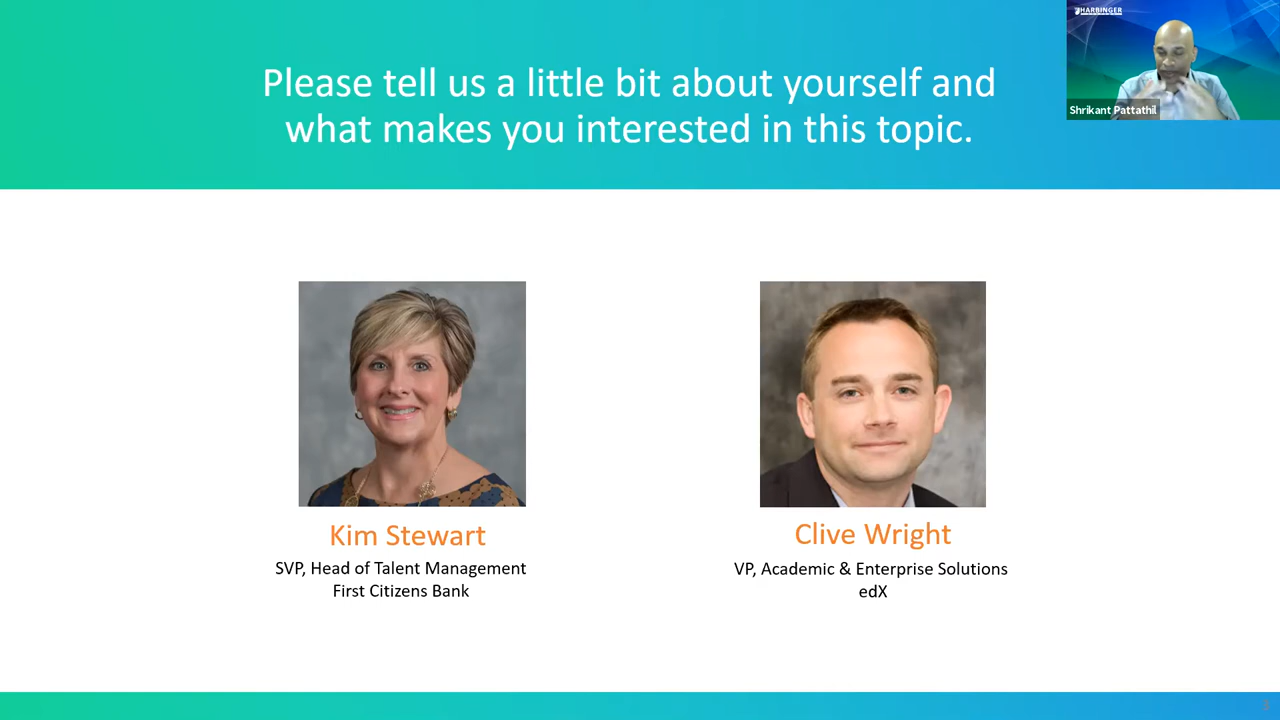 Please tell us a little bit about yourself and
what makes you interested in this topic.
HARBINGER
Shrikant Pattathil
Kim Stewart
SVP, Head of Talent Management
First Citizens Bank
Clive Wright
VP, Academic & Enterprise Solutions
edX